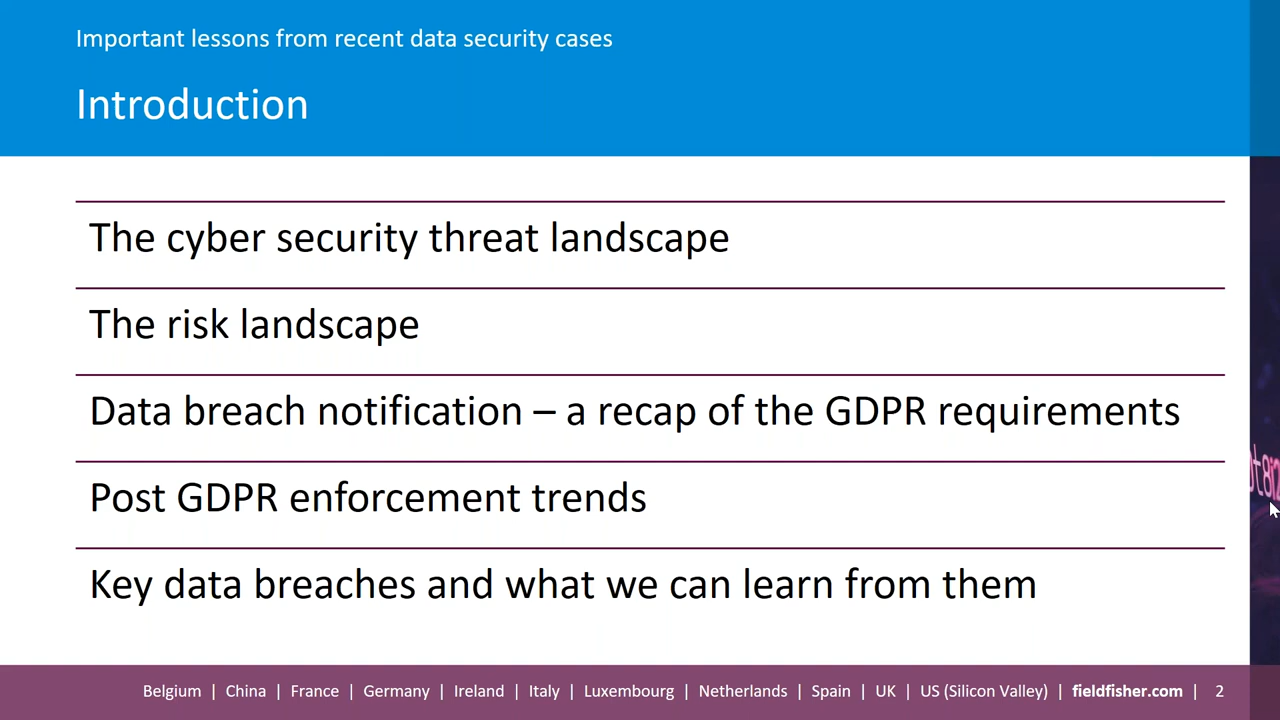 Important lessons from recent data security cases
Introduction
The cyber security threat landscape
The risk landscape
Data breach notification – a recap of the GDPR requirements
Post GDPR enforcement trends
Key data breaches and what we can learn from them
Belgium | China | France | Germany | Ireland | Italy | Luxembourg | Netherlands | Spain | UK | US (Silicon Valley) | fieldfisher.com | 2